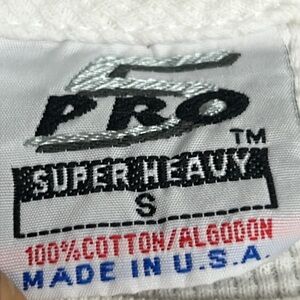 PRO
TM
SUPER HEAVY
S
100% COTTON/ALGODON
MADE IN U.S.A.